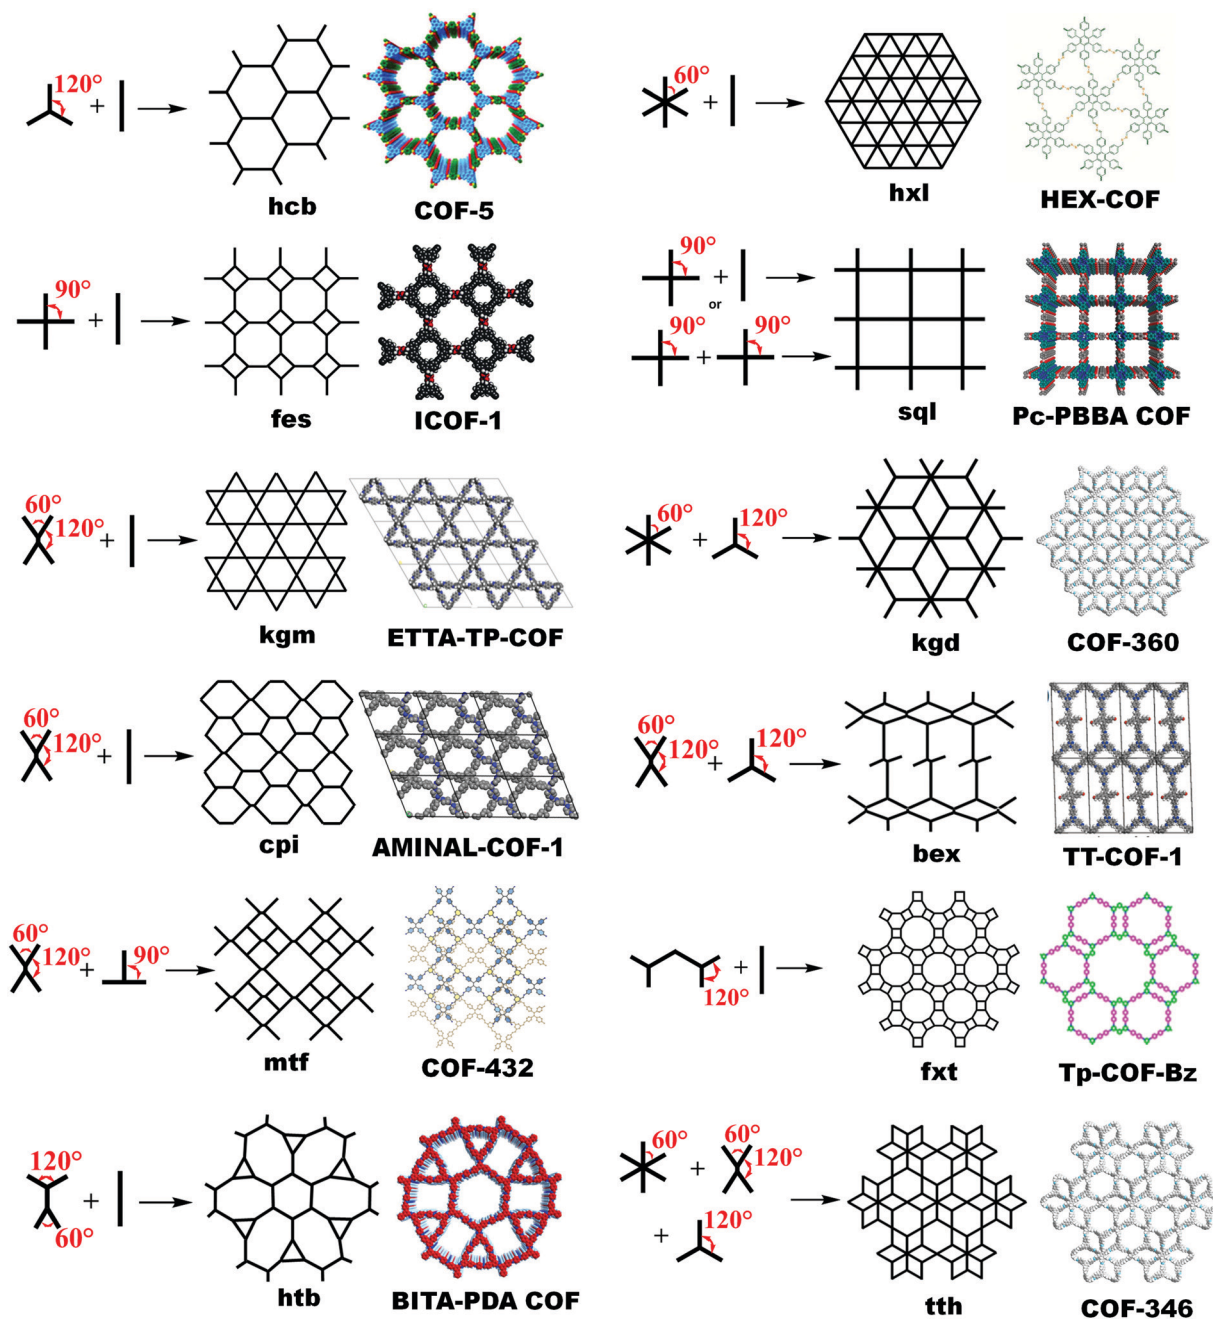 120°
+
hcb
COF-5
60°
+
hxl
HEX-COF
90°
+
fes
ICOF-1
90°
+
or
90°
+
90°
sql
Pc-PBBA COF
60°
120°
+
kgm
ETTA-TP-COF
60°
+
120°
kgd
COF-360
60°
120°
+
cpi
AMINAL-COF-1
60°
120°
+
120°
bex
TT-COF-1
60°
120°
+
90°
mtf
COF-432
120°
+
fxt
Tp-COF-Bz
120°
60°
+
htb
BITA-PDA COF
60°
+
60°
120°
+
120°
tth
COF-346